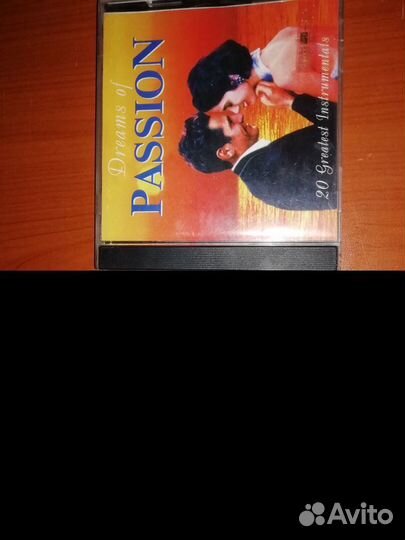 Dreams of
PASSION
20 Greatest Instrumentals
Avito